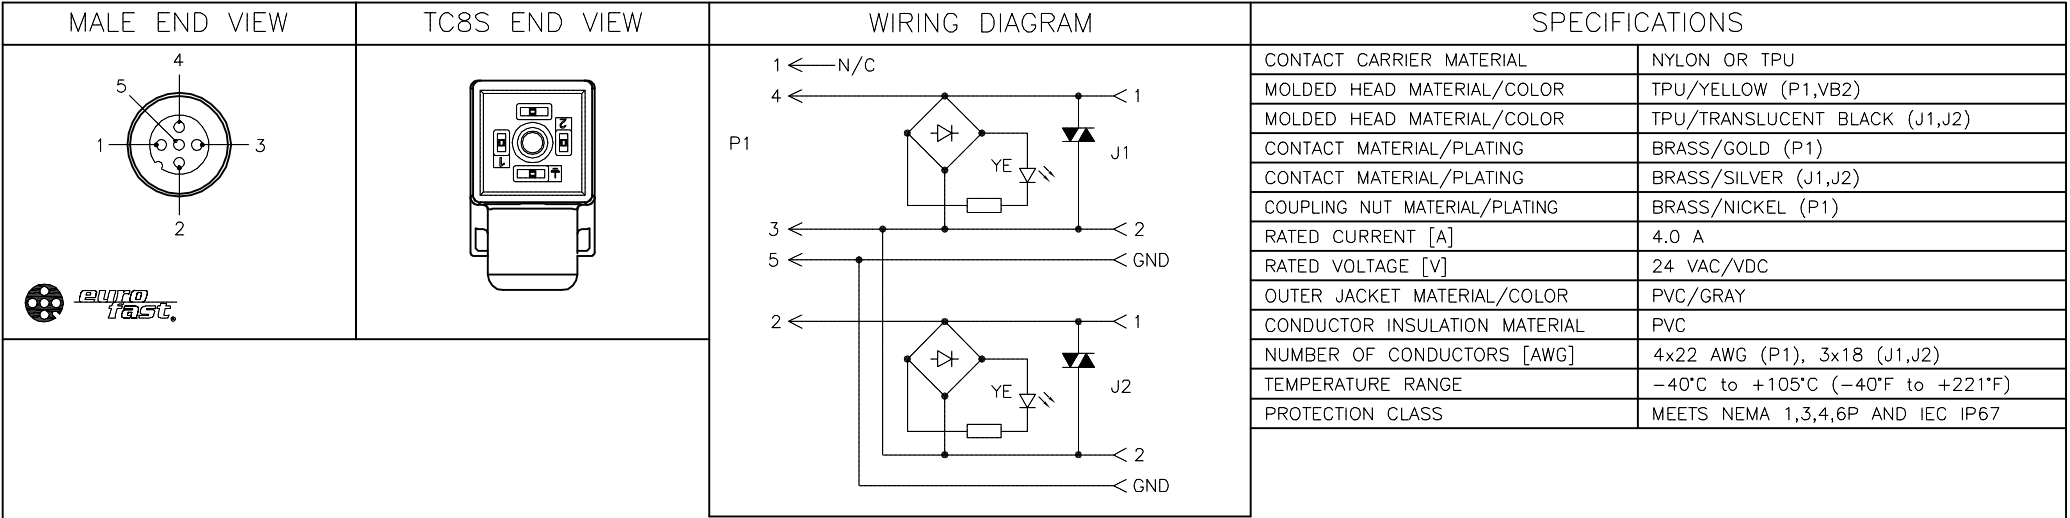 MALE END VIEW
4
5
1
3
2
euro
fast.
TC8S END VIEW
2
1
WIRING DIAGRAM
1 N/C
4 1
P1
J1
YE
3 2
5 GND
2 1
J2
YE
2
GND
SPECIFICATIONS
CONTACT CARRIER MATERIAL NYLON OR TPU
MOLDED HEAD MATERIAL/COLOR TPU/YELLOW (P1,VB2)
MOLDED HEAD MATERIAL/COLOR TPU/TRANSLUCENT BLACK (J1,J2)
CONTACT MATERIAL/PLATING BRASS/GOLD (P1)
CONTACT MATERIAL/PLATING BRASS/SILVER (J1,J2)
COUPLING NUT MATERIAL/PLATING BRASS/NICKEL (P1)
RATED CURRENT [A] 4.0 A
RATED VOLTAGE [V] 24 VAC/VDC
OUTER JACKET MATERIAL/COLOR PVC/GRAY
CONDUCTOR INSULATION MATERIAL PVC
NUMBER OF CONDUCTORS [AWG] 4x22 AWG (P1), 3x18 (J1,J2)
TEMPERATURE RANGE -40°C to +105°C (-40°F to +221°F)
PROTECTION CLASS MEETS NEMA 1,3,4,6P AND IEC IP67